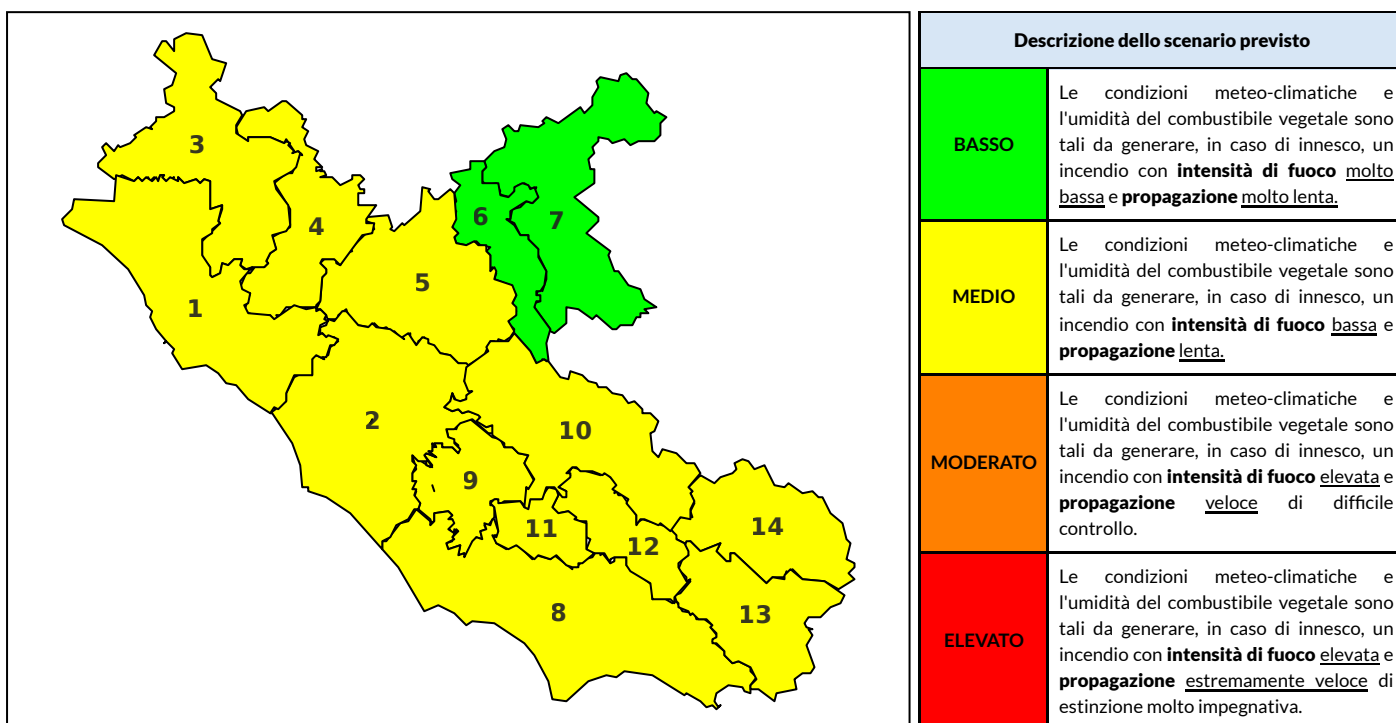 3
4
6
7
5
1
2
10
9
14
11
12
8
13
Descrizione dello scenario previsto
BASSO
Le condizioni meteo-climatiche e
l'umidità del combustibile vegetale sono
tali da generare, in caso di innesco, un
incendio con intensità di fuoco molto
bassa e propagazione molto lenta.
MEDIO
Le condizioni meteo-climatiche e
l'umidità del combustibile vegetale sono
tali da generare, in caso di innesco, un
incendio con intensità di fuoco bassa e
propagazione lenta.
MODERATO
Le condizioni meteo-climatiche e
l'umidità del combustibile vegetale sono
tali da generare, in caso di innesco, un
incendio con intensità di fuoco elevata e
propagazione veloce di difficile
controllo.
ELEVATO
Le condizioni meteo-climatiche e
l'umidità del combustibile vegetale sono
tali da generare, in caso di innesco, un
incendio con intensità di fuoco elevata e
propagazione estremamente veloce di
estinzione molto impegnativa.